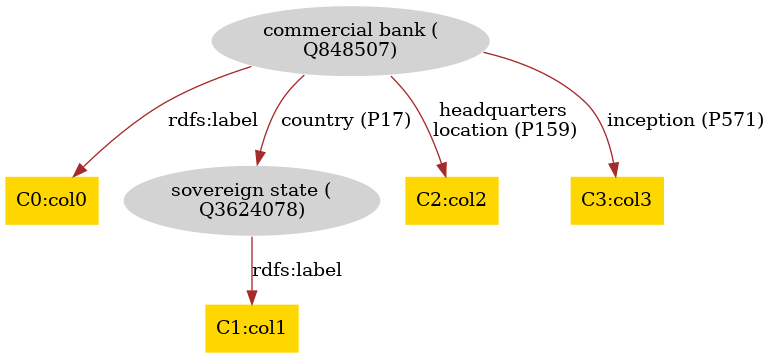 commercial bank (
Q848507)
rdfs:label
country (P17)
headquarters
location (P159)
inception (P571)
C0:col0
sovereign state (
Q3624078)
C2:col2
C3:col3
rdfs:label
C1:col1